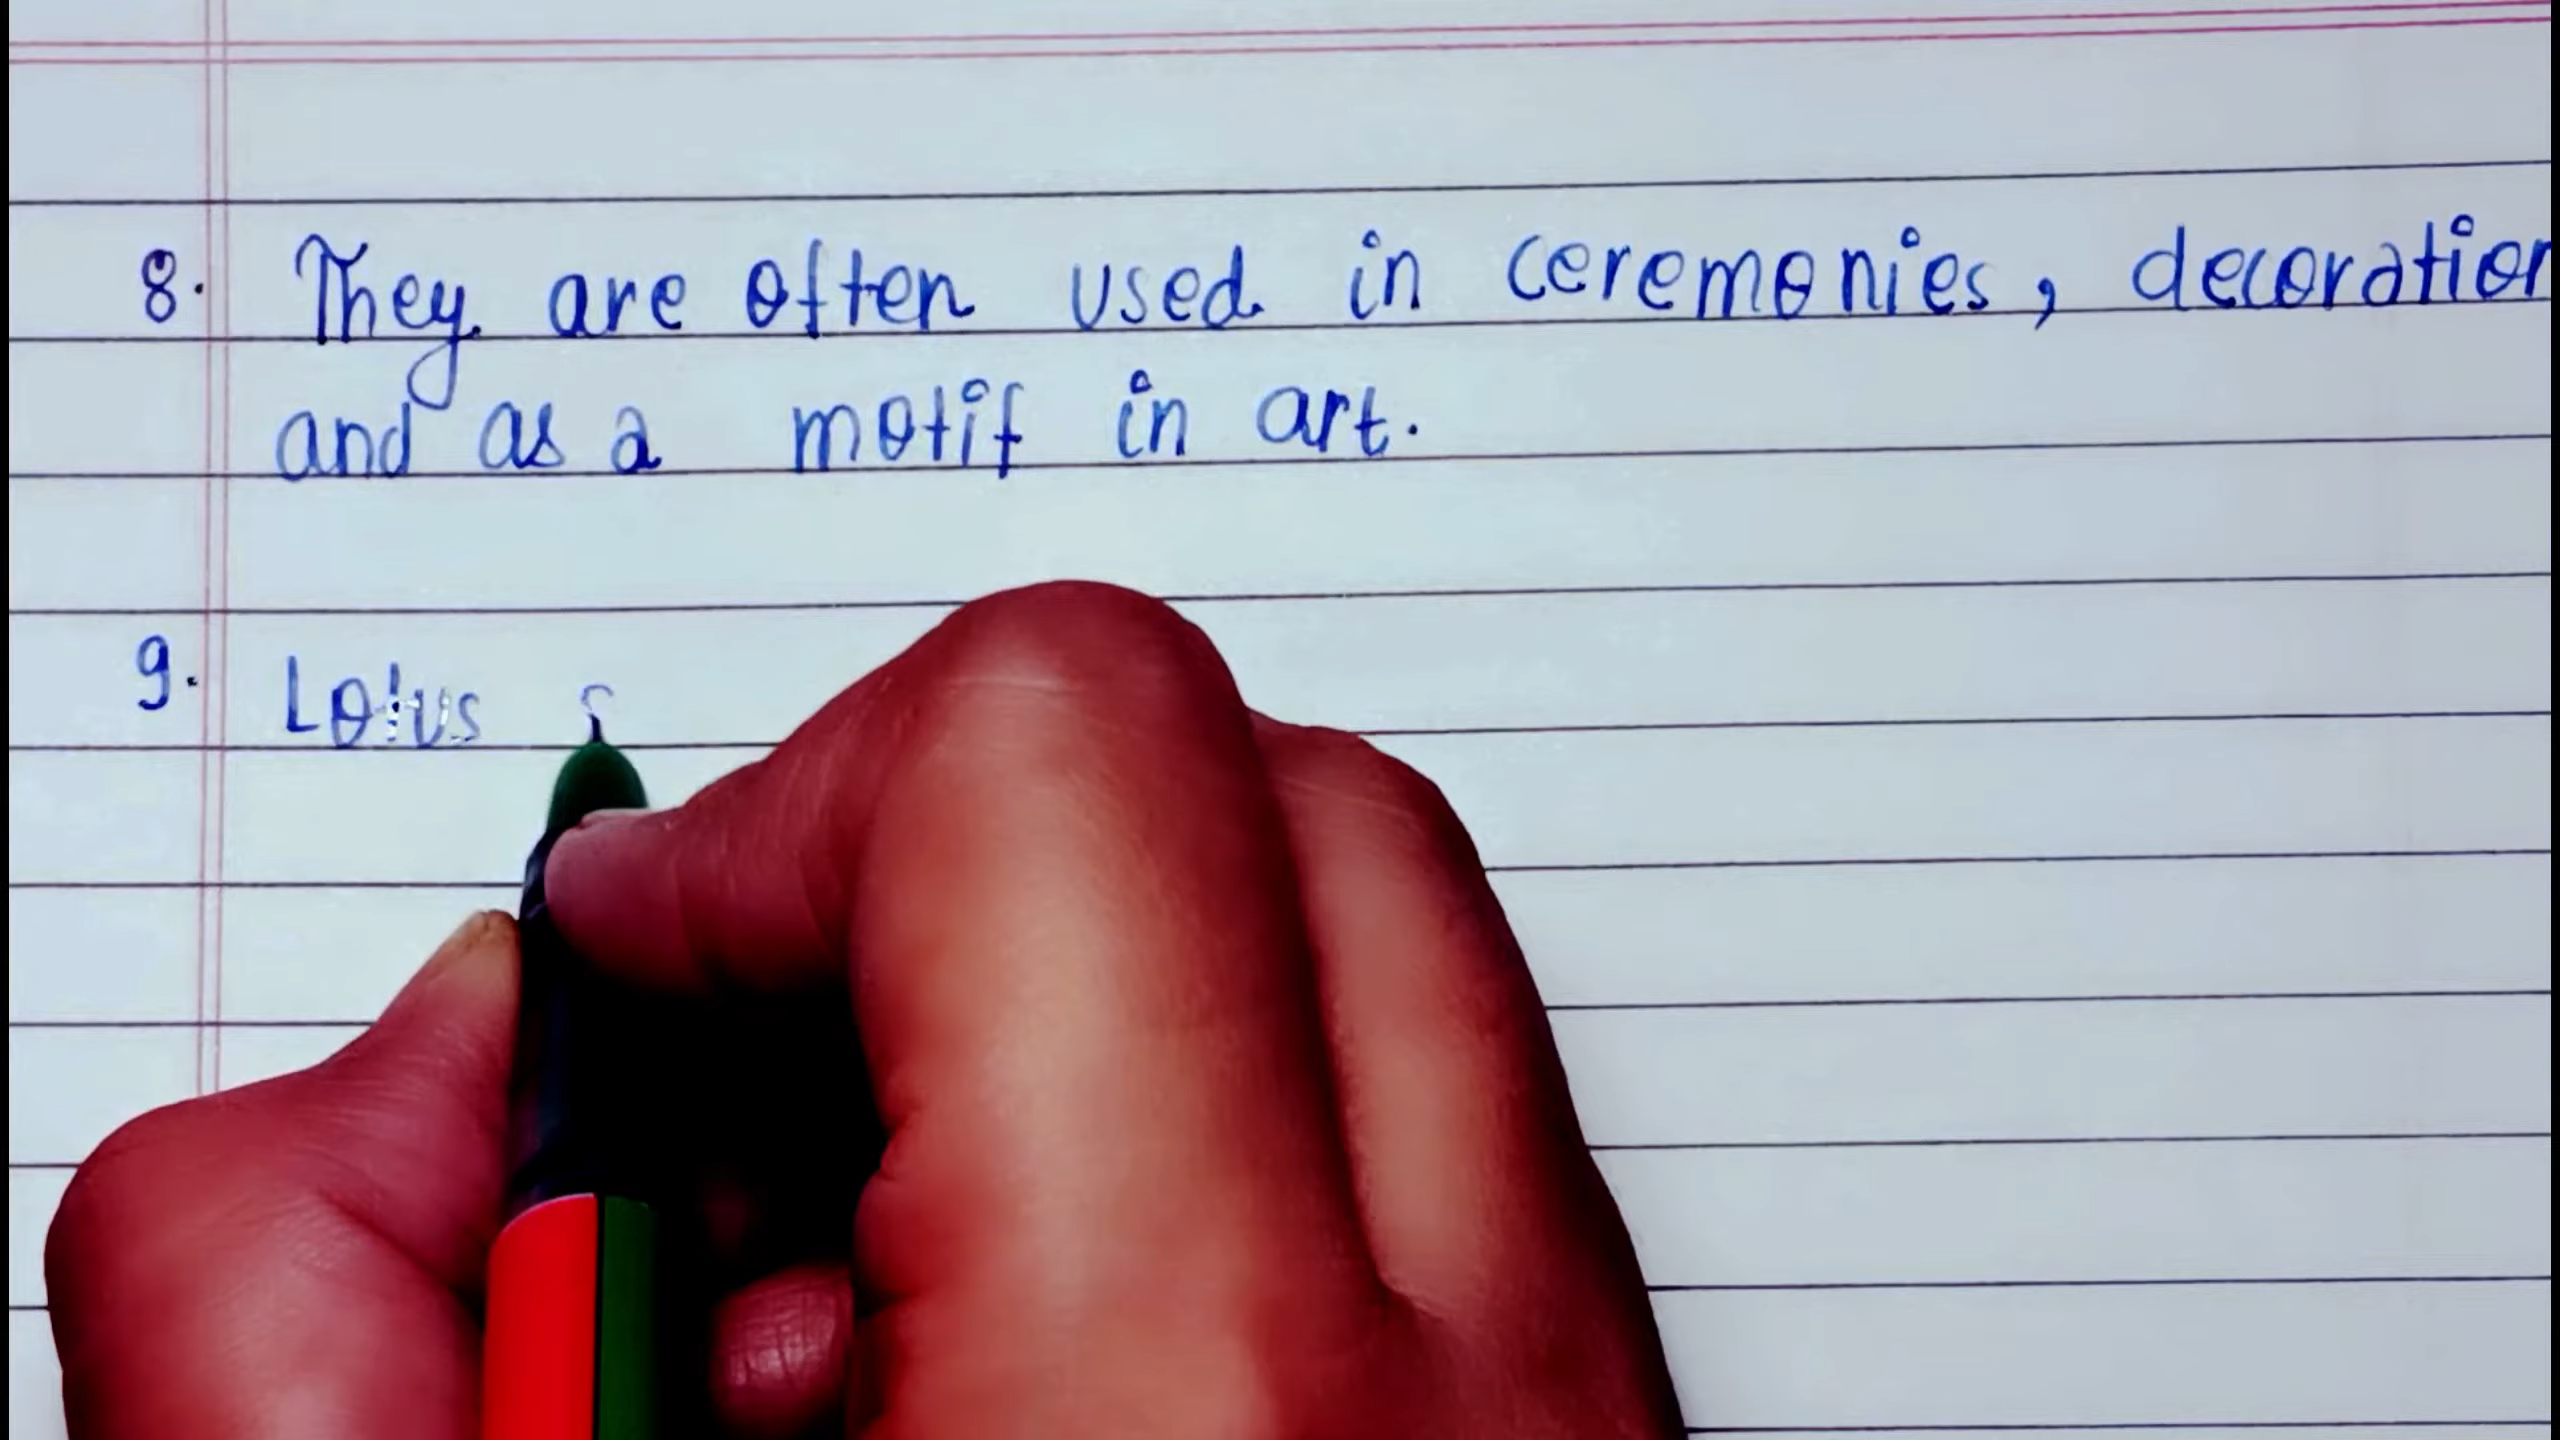 8. They are often used in ceremonies, decoration
and as a motif in art.
9. Lotus s